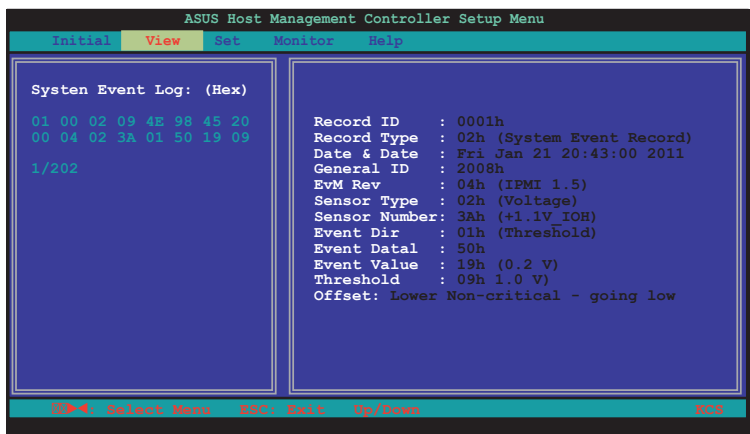 ASUS Host Management Controller Setup Menu
Initial View Set Monitor Help
Systen Event Log: (Hex)
01 00 02 09 4E 98 45 20
00 04 02 3A 01 50 19 09
1/202
Record ID : 0001h
Record Type : 02h (System Event Record)
Date & Date : Fri Jan 21 20:43:00 2011
General ID : 2008h
EvM Rev : 04h (IPMI 1.5)
Sensor Type : 02h (Voltage)
Sensor Number: 3Ah (+1.1V_IOH)
Event Dir : 01h (Threshold)
Event Datal : 50h
Event Value : 19h (0.2 V)
Threshold : 09h 1.0 V)
Offset: Lower Non-critical - going low
: Select Menu ESC: Exit Up/Down